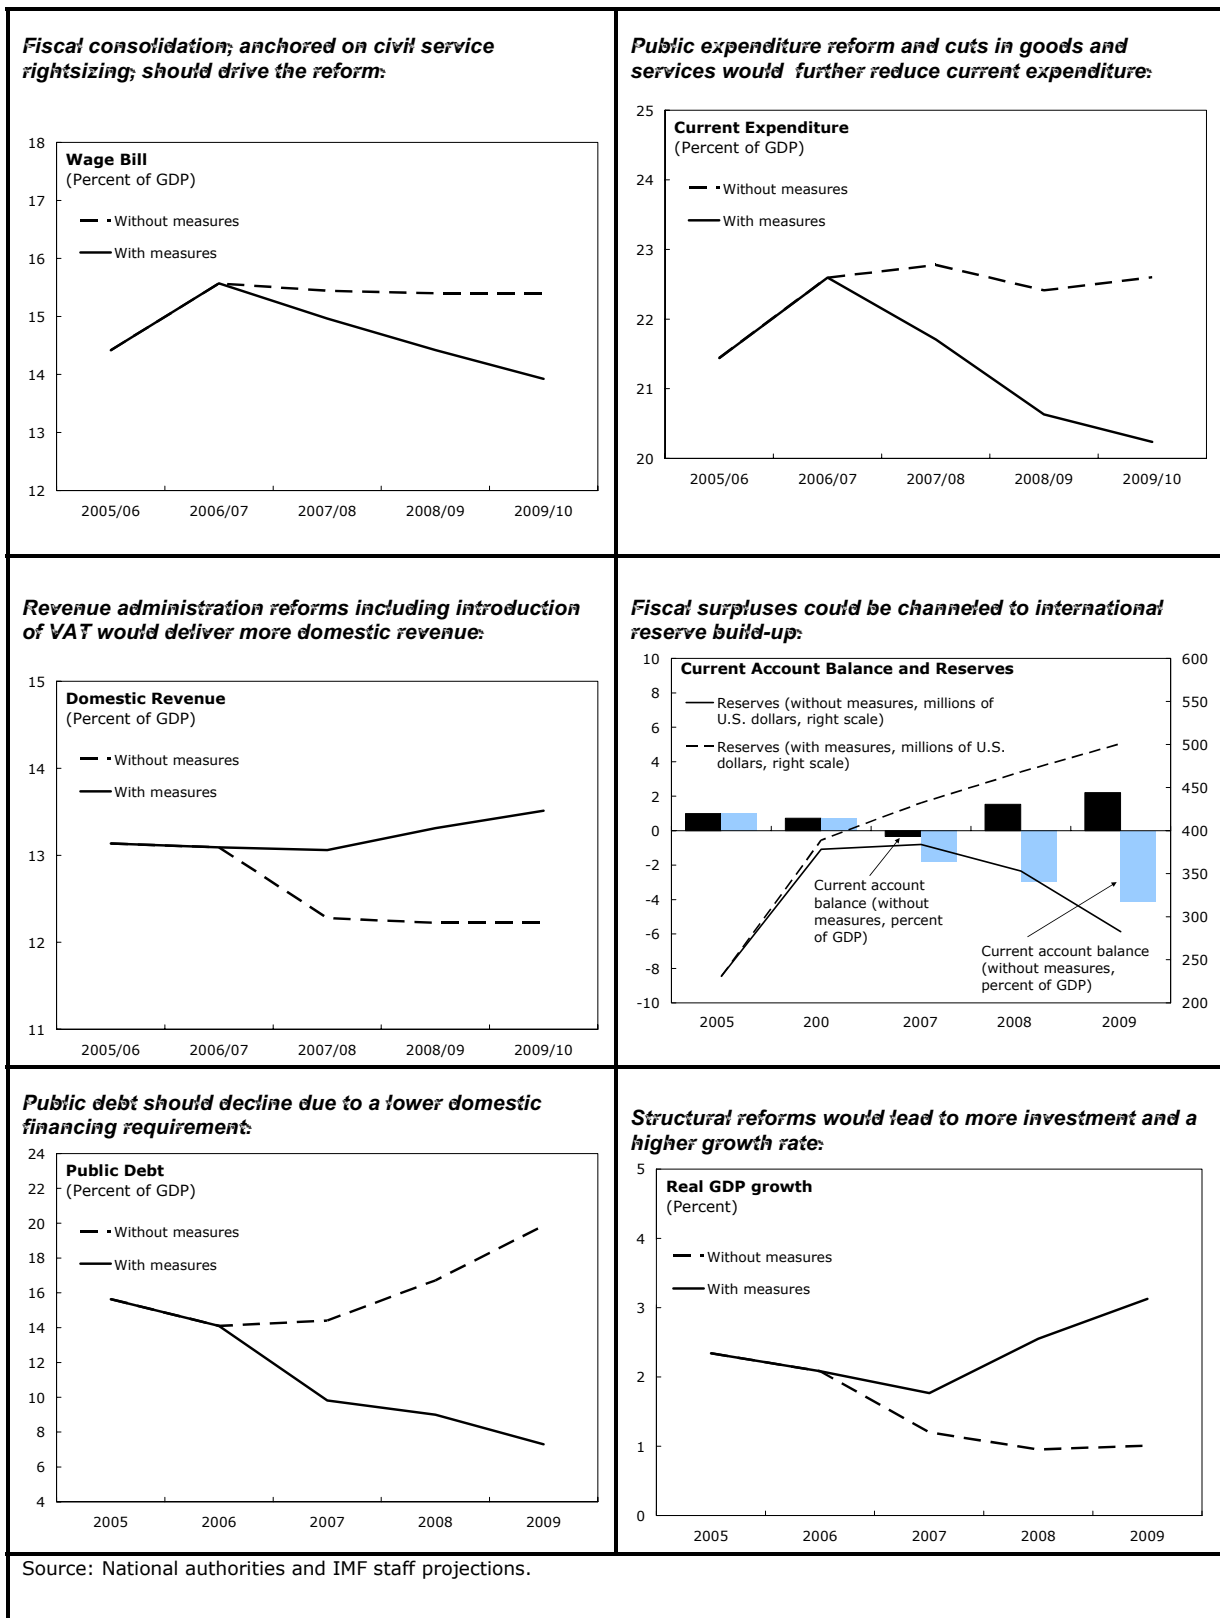 Fiscal consolidation, anchored on civil service
rightsizing, should drive the reform.
18
17
16
15
14
13
12
Wage Bill
(Percent of GDP)
Without measures
With measures
2005/06 2006/07 2007/08 2008/09 2009/10
Public expenditure reform and cuts in goods and
services would further reduce current expenditure.
25
24
23
22
21
20
Current Expenditure
(Percent of GDP)
Without measures
With measures
2005/06 2006/07 2007/08 2008/09 2009/10
Revenue administration reforms including introduction
of VAT would deliver more domestic revenue.
15
14
13
12
11
Domestic Revenue
(Percent of GDP)
Without measures
With measures
2005/06 2006/07 2007/08 2008/09 2009/10
Fiscal surpluses could be channeled to international
reserve build-up.
10
8
6
4
2
0
-2
-4
-6
-8
-10
Current Account Balance and Reserves
Reserves (without measures, millions of
U.S. dollars, right scale)
Reserves (with measures, millions of U.S.
dollars, right scale)
Current account
balance (without
measures, percent
of GDP)
Current account balance
(without measures,
percent of GDP)
600
500
450
400
350
300
250
200
2005 200 2007 2008 2009
Public debt should decline due to a lower domestic
financing requirement.
24
22
20
18
16
14
12
10
8
6
4
Public Debt
(Percent of GDP)
Without measures
With measures
2005 2006 2007 2008 2009
Structural reforms would lead to more investment and a
higher growth rate.
5
4
3
2
1
0
Real GDP growth
(Percent)
Without measures
With measures
2005 2006 2007 2008 2009
Source: National authorities and IMF staff projections.